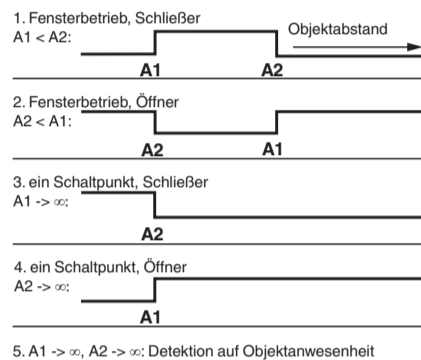 1. Fensterbetrieb, Schließer
A1 < A2:
Objektabstand
A1 A2
2. Fensterbetrieb, Öffner
A2 < A1:
A2 A1
3. ein Schaltpunkt, Schließer
A1 -> ∞:
A2
4. ein Schaltpunkt, Öffner
A2 -> ∞:
A1
5. A1 -> ∞, A2 -> ∞: Detektion auf Objektanwesenheit